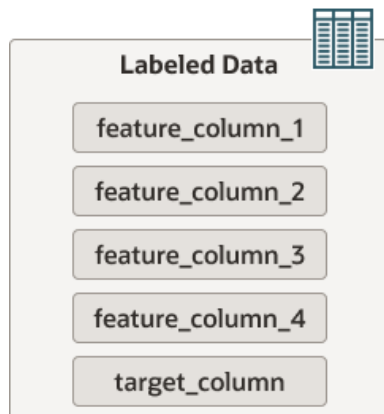 Labeled Data
feature_column_1
feature_column_2
feature_column_3
feature_column_4
target_column